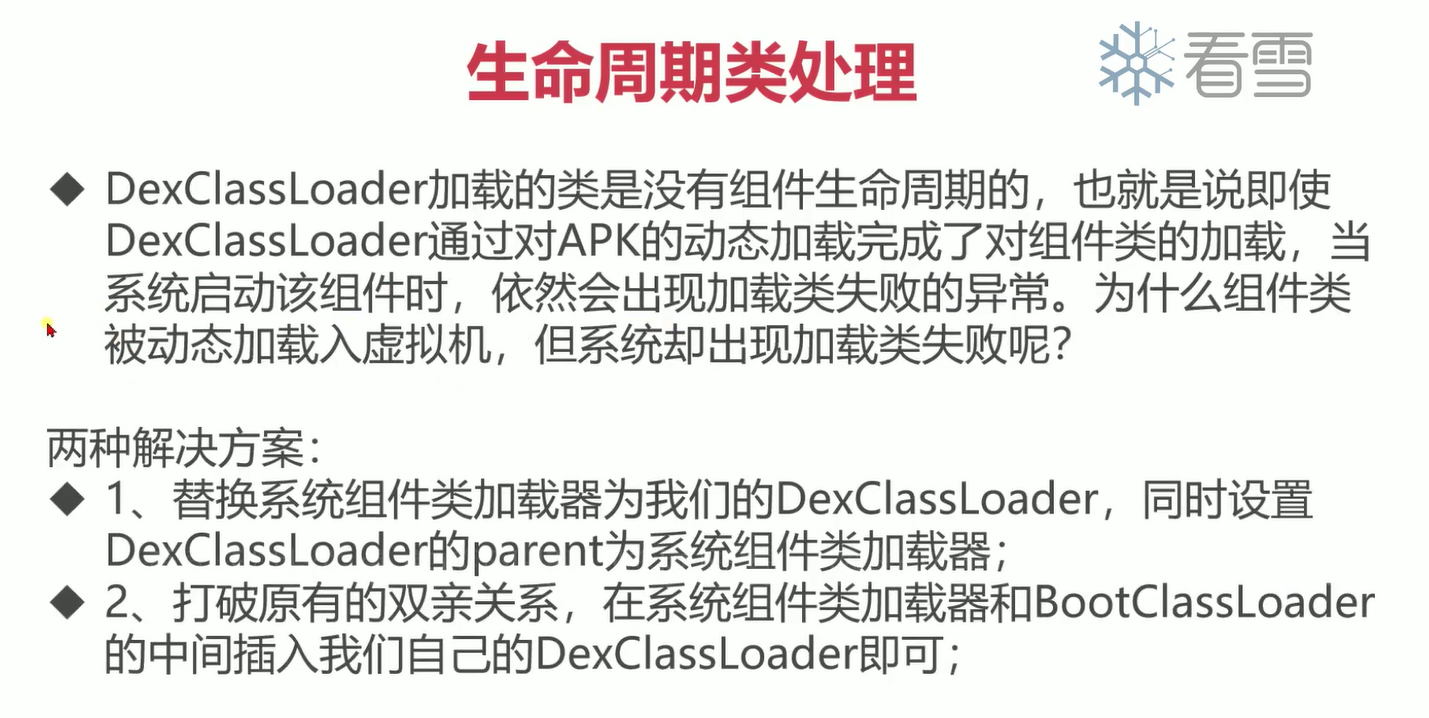 生命周期类处理
看雪
◆ DexClassLoader加载的类是没有组件生命周期的，也就是说即使
DexClassLoader通过对APK的动态加载完成了对组件类的加载，当
系统启动该组件时，依然会出现加载类失败的异常。为什么组件类
被动态加载入虚拟机，但系统却出现加载类失败呢？
两种解决方案：
◆ 1、替换系统组件类加载器为我们的DexClassLoader，同时设置
DexClassLoader的parent为系统组件类加载器；
◆ 2、打破原有的双亲关系，在系统组件类加载器和BootClassLoader
的中间插入我们自己的DexClassLoader即可；